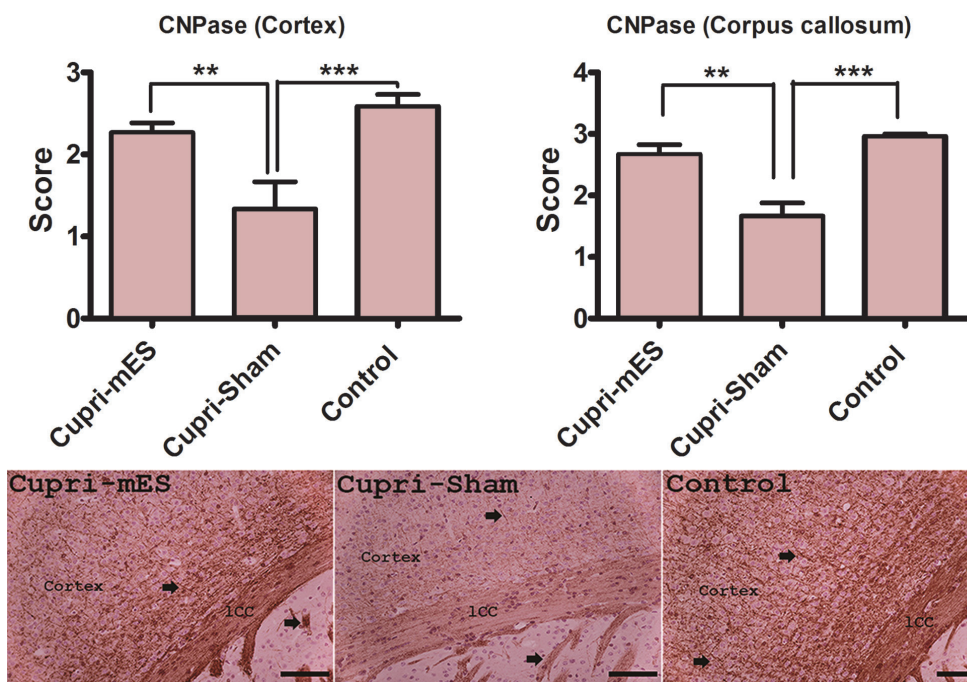 CNPase (Cortex)
3
2
1
0
Score
**
***
Cupri-mES
Cupri-Sham
Control
CNPase (Corpus callosum)
4
3
2
1
0
Score
**
***
Cupri-mES
Cupri-Sham
Control
Cupri-mES
Cortex
lCC
Cupri-Sham
Cortex
lCC
Control
Cortex
lCC